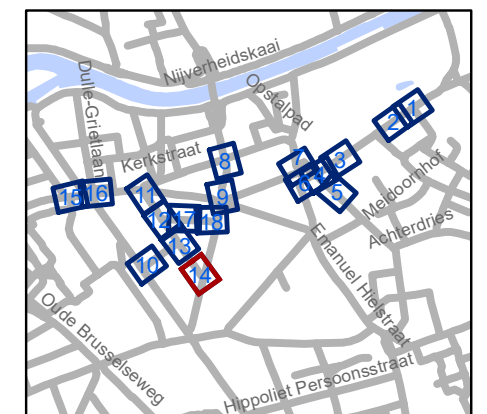 Nijverheidskaai
Dulle-Grietlaan
Opstalpad
1
2
Kerkstraat
8
7
3
4
6
5
Meldoornhof
15
16
11
9
12
17
18
Achterdries
13
10
14
Emanuel Hielstraat
Oude Brusselseweg
Hippoliet Persoonsstraat